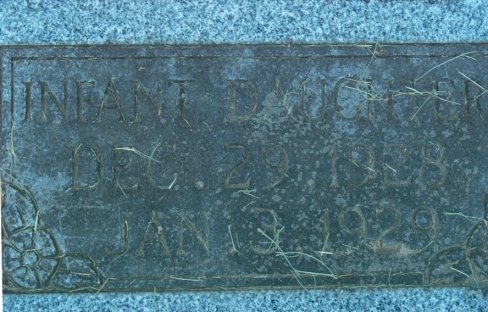 INFANT DAUGHTER
DEC. 29 1928
JAN. 3, 1929